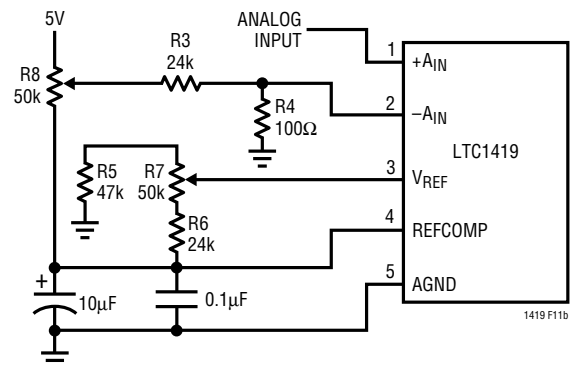 5V
ANALOG
INPUT
R3
24k
R8
50k
1
+AIN
R4
100Ω
2
–AIN
LTC1419
R5
47k
R7
50k
3
VREF
R6
24k
4
REFCOMP
+
10µF
0.1µF
5
AGND
1419 F11b